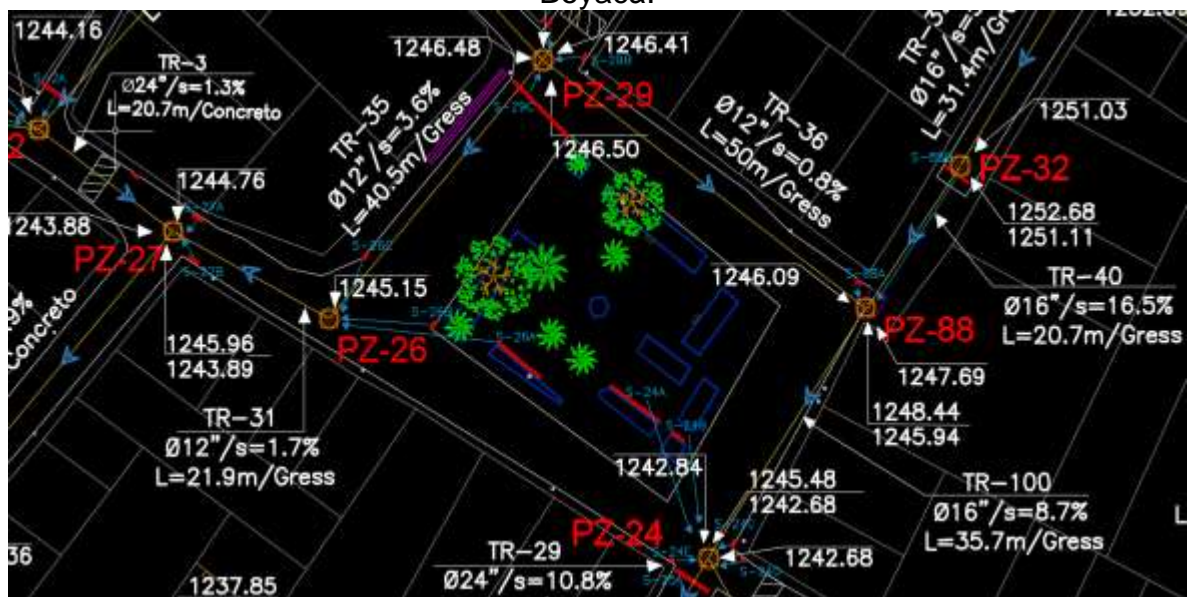 1244.16
TR-3
Ø24"/s=1.3%
L=20.7m/Concreto
1246.48
1246.41
PZ-29
1246.50
TR-35
Ø12"/s=3.6%
L=40.5m/Gress
TR-36
Ø12"/s=0.8%
L=50m/Gress
Ø16"/s=
L=31.4m/Gress
1251.03
PZ-32
1252.68
1251.11
TR-40
Ø16"/s=16.5%
L=20.7m/Gress
1244.76
1243.88
PZ-27
S-27B
1245.96
1243.89
Concreto
S-26C
1245.15
PZ-26
S-26A
TR-31
Ø12"/s=1.7%
L=21.9m/Gress
1246.09
PZ-88
1247.69
1248.44
1245.94
S-24A
1242.84
1245.48
1242.68
TR-100
Ø16"/s=8.7%
L=35.7m/Gress
PZ-24
1242.68
TR-29
Ø24"/s=10.8%
1237.85
36